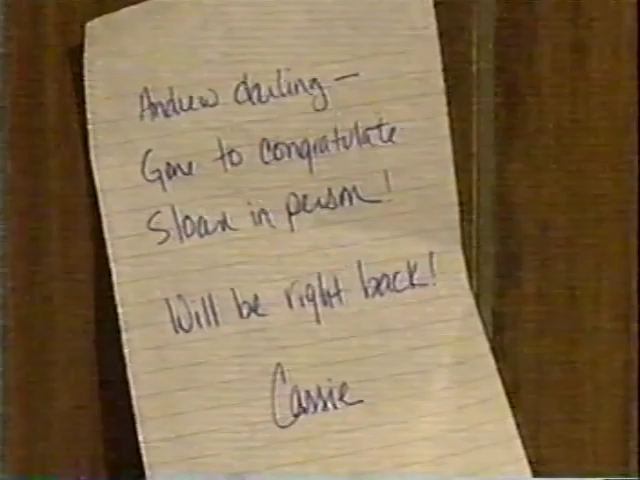 Andrew darling —
Gone to congratulate
Sloan in person!
Will be right back!
Cassie